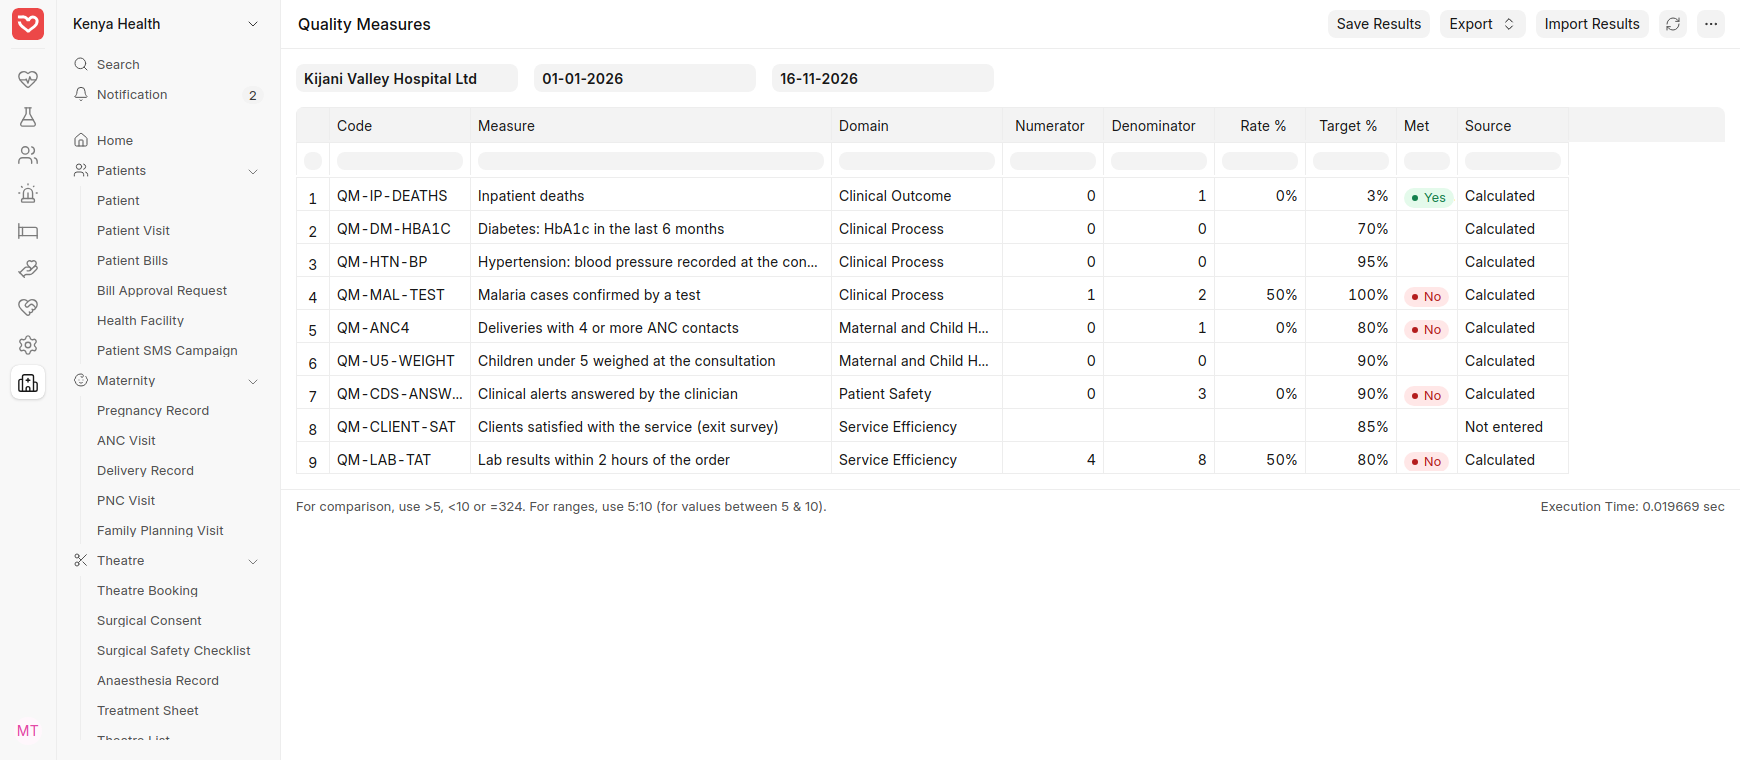 Kenya Health
Search
Notification 2
Home
Patients
Patient
Patient Visit
Patient Bills
Bill Approval Request
Health Facility
Patient SMS Campaign
Maternity
Pregnancy Record
ANC Visit
Delivery Record
PNC Visit
Family Planning Visit
Theatre
Theatre Booking
Surgical Consent
Surgical Safety Checklist
Anaesthesia Record
Treatment Sheet
Theatre List
MT
Quality Measures Save Results Export Import Results
Kijani Valley Hospital Ltd 01-01-2026 16-11-2026
Code Measure Domain Numerator Denominator Rate % Target % Met Source
1 QM-IP-DEATHS Inpatient deaths Clinical Outcome 0 1 0% 3% Yes Calculated
2 QM-DM-HBA1C Diabetes: HbA1c in the last 6 months Clinical Process 0 0 70% Calculated
3 QM-HTN-BP Hypertension: blood pressure recorded at the con... Clinical Process 0 0 95% Calculated
4 QM-MAL-TEST Malaria cases confirmed by a test Clinical Process 1 2 50% 100% No Calculated
5 QM-ANC4 Deliveries with 4 or more ANC contacts Maternal and Child H... 0 1 0% 80% No Calculated
6 QM-U5-WEIGHT Children under 5 weighed at the consultation Maternal and Child H... 0 0 90% Calculated
7 QM-CDS-ANSW... Clinical alerts answered by the clinician Patient Safety 0 3 0% 90% No Calculated
8 QM-CLIENT-SAT Clients satisfied with the service (exit survey) Service Efficiency 85% Not entered
9 QM-LAB-TAT Lab results within 2 hours of the order Service Efficiency 4 8 50% 80% No Calculated
For comparison, use >5, <10 or =324. For ranges, use 5:10 (for values between 5 & 10). Execution Time: 0.019669 sec